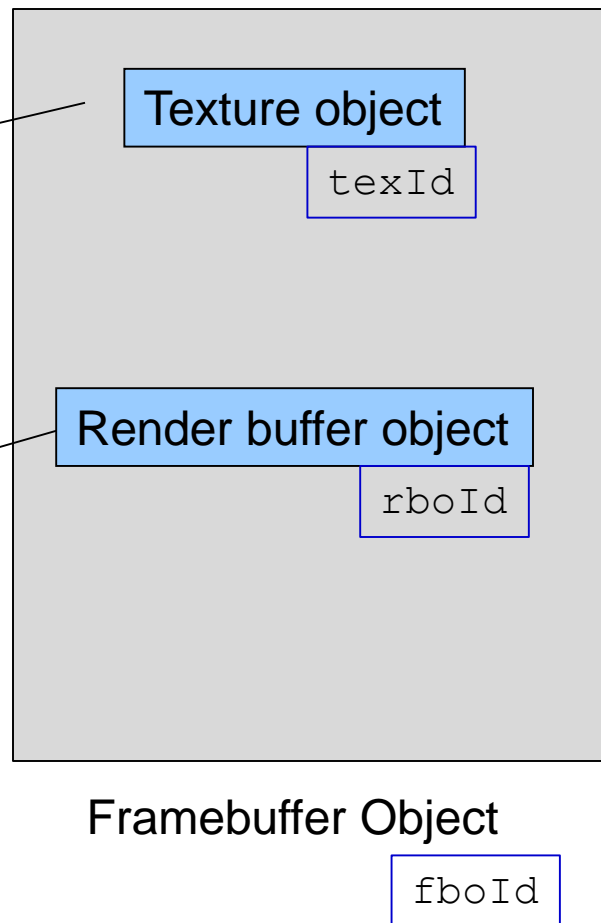 Texture object
texId
Render buffer object
rboId
Framebuffer Object
fboId